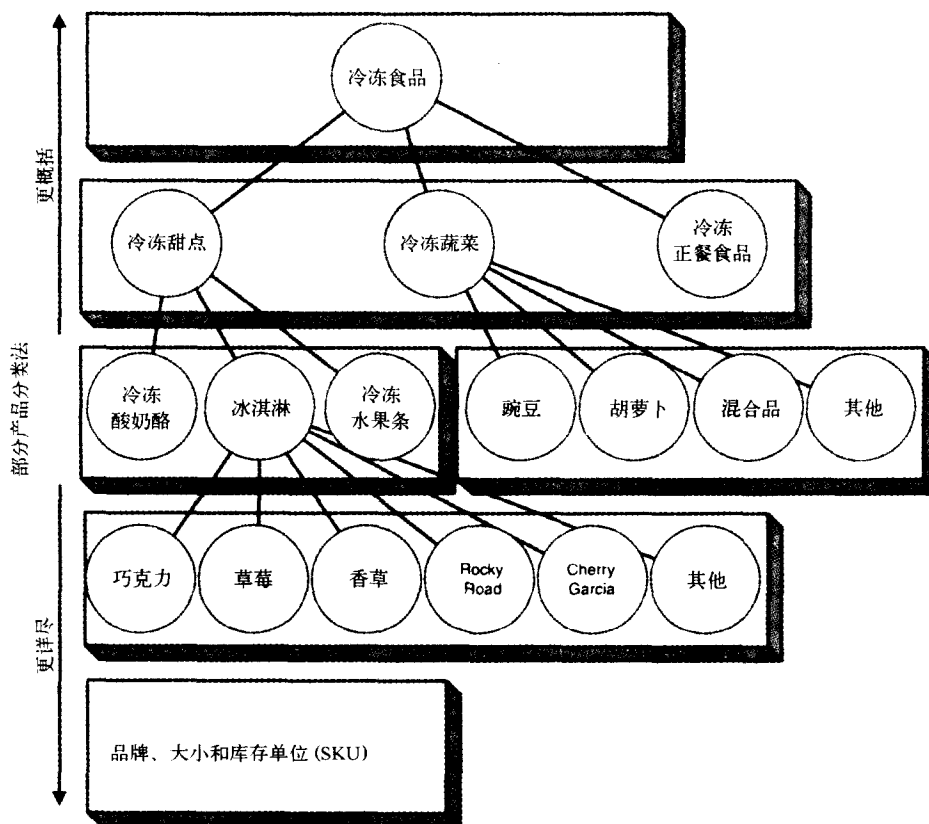 更概括
部分产品分类法
更详尽
冷冻食品
冷冻甜点
冷冻蔬菜
冷冻
正餐食品
冷冻
酸奶酪
冰淇淋
冷冻
水果条
豌豆
胡萝卜
混合品
其他
巧克力
草莓
香草
Rocky
Road
Cherry
Garcia
其他
品牌、大小和库存单位 (SKU)